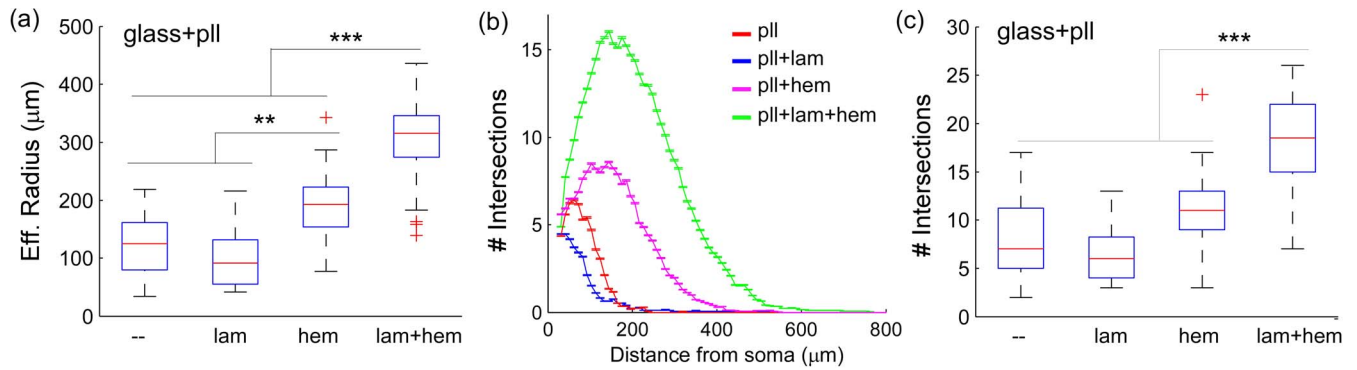 (a)
glass+pll
***
**
Eff. Radius (μm)
500
400
300
200
100
0
-- lam hem lam+hem
(b)
# Intersections
15
10
5
0
pll
pll+lam
pll+hem
pll+lam+hem
0 200 400 600 800
Distance from soma (μm)
(c)
glass+pll
***
# Intersections
30
25
20
15
10
5
0
-- lam hem lam+hem